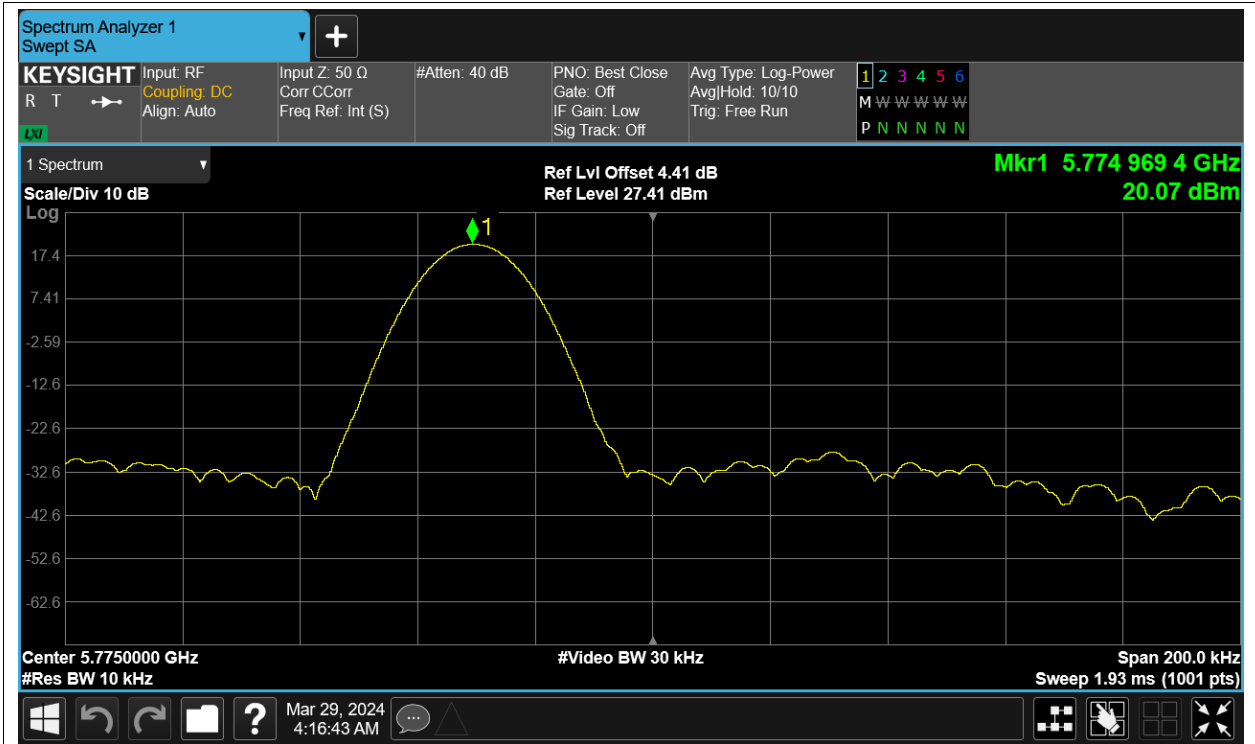 Spectrum Analyzer 1
Swept SA
KEYSIGHT
R T
LXI
Input: RF
Coupling: DC
Align: Auto
Input Z: 50 Ω
Corr CCorr
Freq Ref: Int (S)
#Atten: 40 dB
PNO: Best Close
Gate: Off
IF Gain: Low
Sig Track: Off
Avg Type: Log-Power
Avg|Hold: 10/10
Trig: Free Run
1 2 3 4 5 6
M W W W W W
P N N N N N
1 Spectrum
Scale/Div 10 dB
Log
Ref Lvl Offset 4.41 dB
Ref Level 27.41 dBm
Mkr1 5.774 969 4 GHz
20.07 dBm
1
17.4
7.41
-2.59
-12.6
-22.6
-32.6
-42.6
-52.6
-62.6
Center 5.7750000 GHz
#Res BW 10 kHz
#Video BW 30 kHz
Span 200.0 kHz
Sweep 1.93 ms (1001 pts)
?
Mar 29, 2024
4:16:43 AM